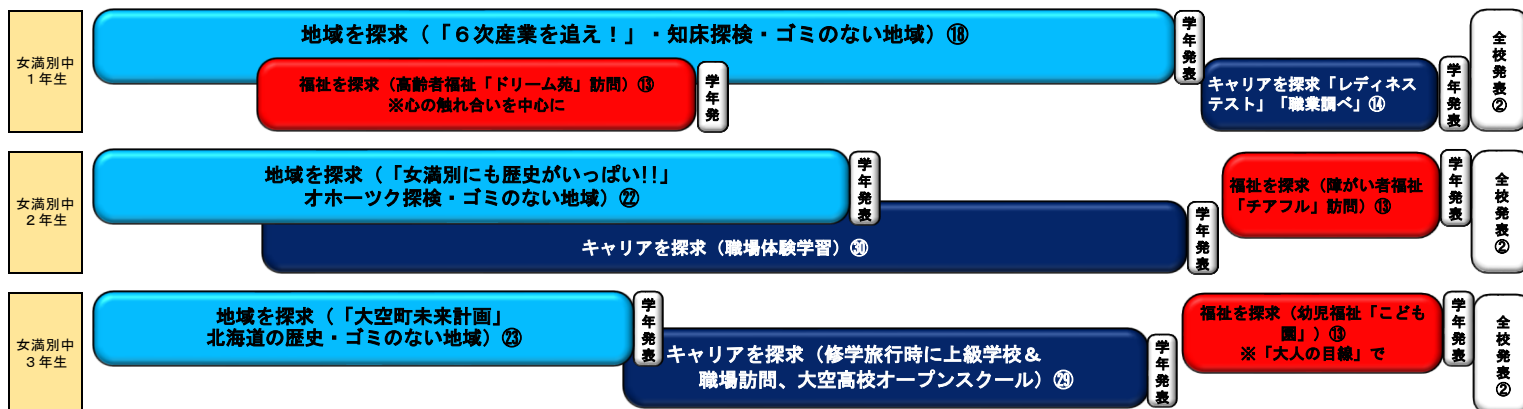 女満別中
１年生
地域を探求（「６次産業を追え！」・知床探検・ゴミのない地域）⑱
学年発表
福祉を探求（高齢者福祉「ドリーム苑」訪問）⑬
※心の触れ合いを中心に
学年発
キャリアを探求「レディネス
テスト」「職業調べ」⑭
学年発表
全校発表②
女満別中
２年生
地域を探求（「女満別にも歴史がいっぱい!!」
オホーツク探検・ゴミのない地域）㉒
学年発表
キャリアを探求（職場体験学習）㉚
学年発表
福祉を探求（障がい者福祉
「チアフル」訪問）⑬
学年発表
全校発表②
女満別中
３年生
地域を探求（「大空町未来計画」
北海道の歴史・ゴミのない地域）㉓
学年発表
キャリアを探求（修学旅行時に上級学校＆
職場訪問、大空高校オープンスクール）㉙
学年発表
福祉を探求（幼児福祉「こども
園」）⑬
※「大人の目線」で
学年発表
全校発表②